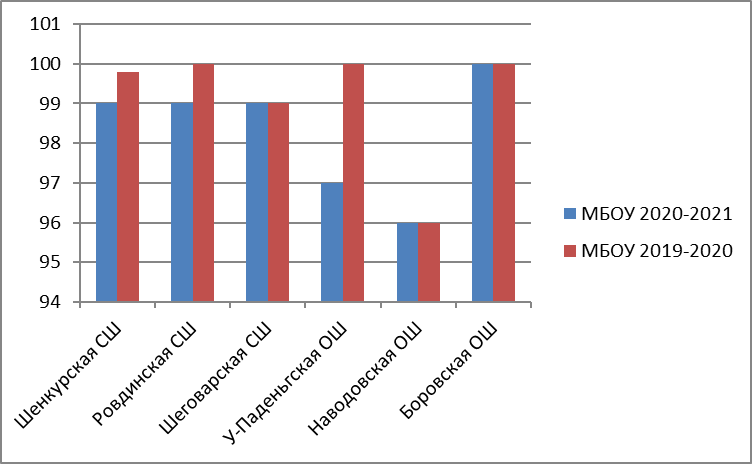 101
100
99
98
97
96
95
94
Шенкурская СШ
Ровдинская СШ
Шеговарская СШ
У-Паденьгская ОШ
Наводовская ОШ
Боровская ОШ
МБОУ 2020-2021
МБОУ 2019-2020